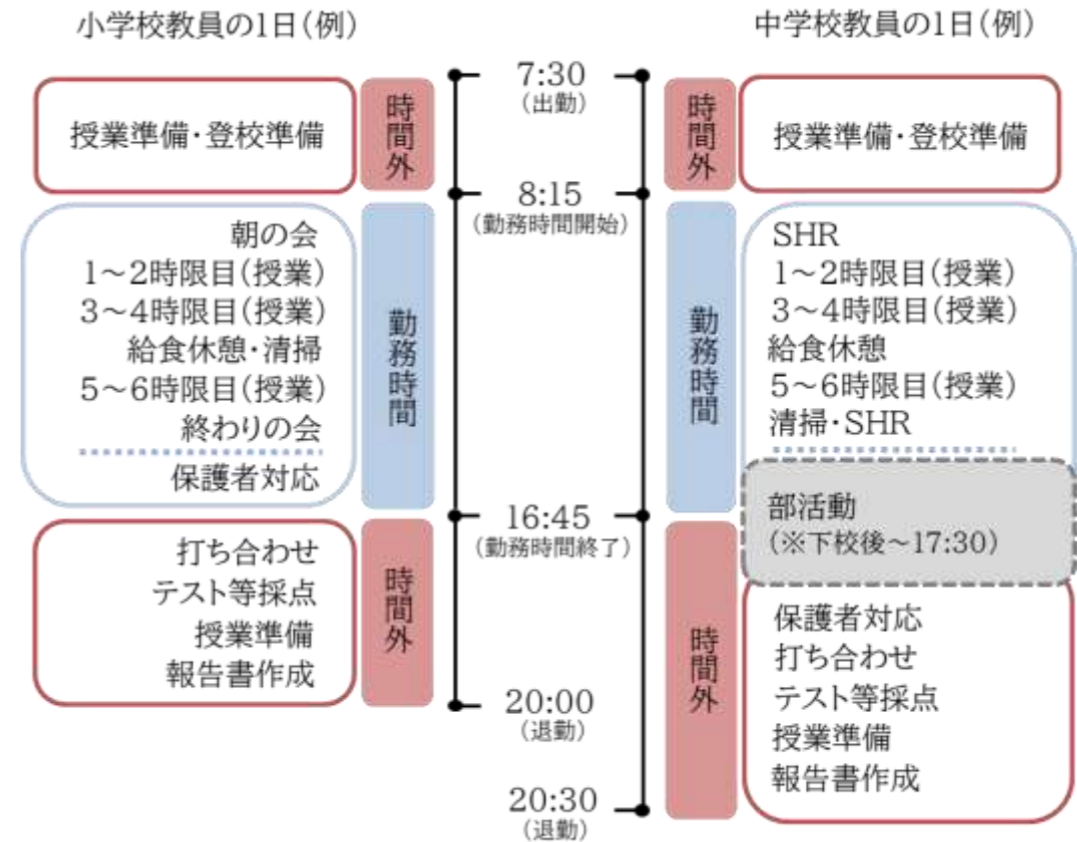 小学校教員の1日(例)
中学校教員の1日(例)
授業準備・登校準備
時間外
朝の会
1〜2時限目(授業)
3〜4時限目(授業)
給食休憩・清掃
5〜6時限目(授業)
終わりの会
保護者対応
勤務時間
打ち合わせ
テスト等採点
授業準備
報告書作成
時間外
7:30
(出勤)
8:15
(勤務時間開始)
16:45
(勤務時間終了)
20:00
(退勤)
20:30
(退勤)
時間外
授業準備・登校準備
勤務時間
SHR
1〜2時限目(授業)
3〜4時限目(授業)
給食休憩
5〜6時限目(授業)
清掃・SHR
部活動
(※下校後〜17:30)
時間外
保護者対応
打ち合わせ
テスト等採点
授業準備
報告書作成